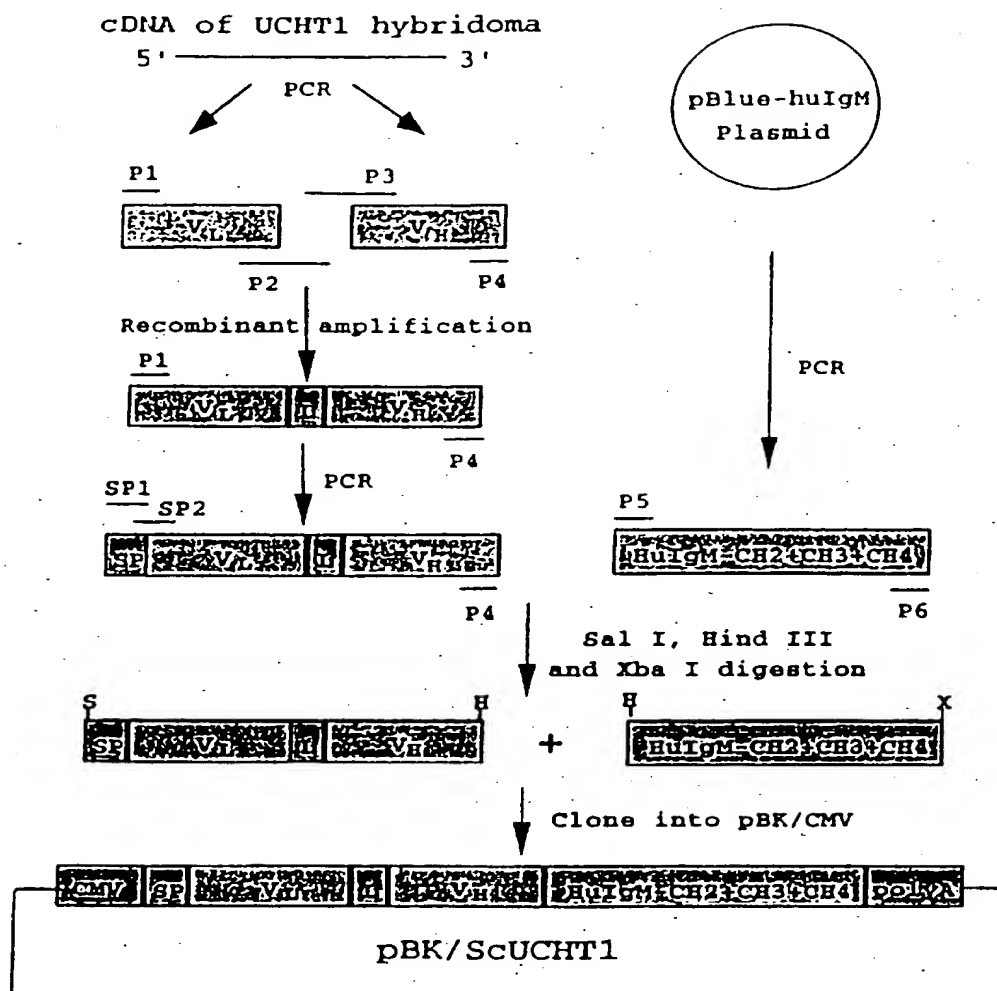 cDNA of UCHT1 hybridoma
5' 3'
PCR
pBlue-huIgM
Plasmid
P1
P3
VL
VH
P2
P4
Recombinant amplification
P1
VL L VH
P4
PCR
PCR
SP1
SP2
SP VL L VH
P4
P5
HuIgM-CH2+CH3+CH4
P6
Sal I, Hind III
and Xba I digestion
S H
SP VL L VH
+
H X
HuIgM-CH2+CH3+CH4
Clone into pBK/CMV
CMV SP VL L VH HuIgM-CH2+CH3+CH4 polyA
pBK/ScUCHT1